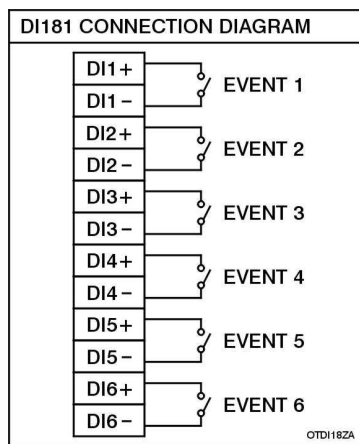 DI181 CONNECTION DIAGRAM
DI1+
DI1-
EVENT 1
DI2+
DI2-
EVENT 2
DI3+
DI3-
EVENT 3
DI4+
DI4-
EVENT 4
DI5+
DI5-
EVENT 5
DI6+
DI6-
EVENT 6
OTDI18ZA